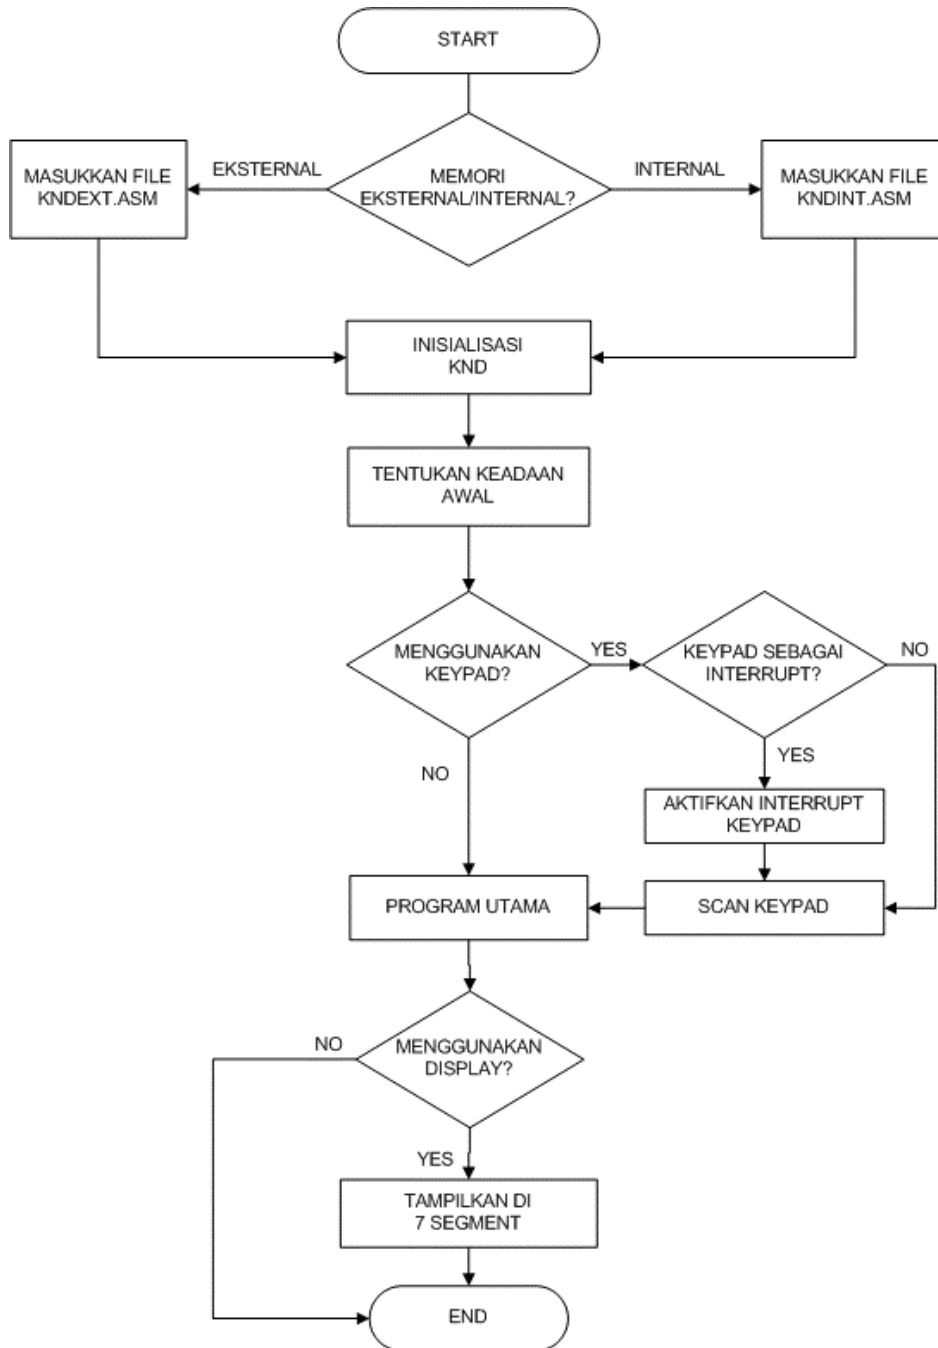 START
EKSTERNAL
INTERNAL
MASUKKAN FILE
KNDEXT.ASM
MEMORI
EKSTERNAL/INTERNAL?
MASUKKAN FILE
KNDINT.ASM
INISIALISASI
KND
TENTUKAN KEADAAN
AWAL
MENGGUNAKAN
KEYPAD?
YES
KEYPAD SEBAGAI
INTERRUPT?
NO
NO
YES
AKTIFKAN INTERRUPT
KEYPAD
PROGRAM UTAMA
SCAN KEYPAD
NO
MENGGUNAKAN
DISPLAY?
YES
TAMPILKAN DI
7 SEGMENT
END